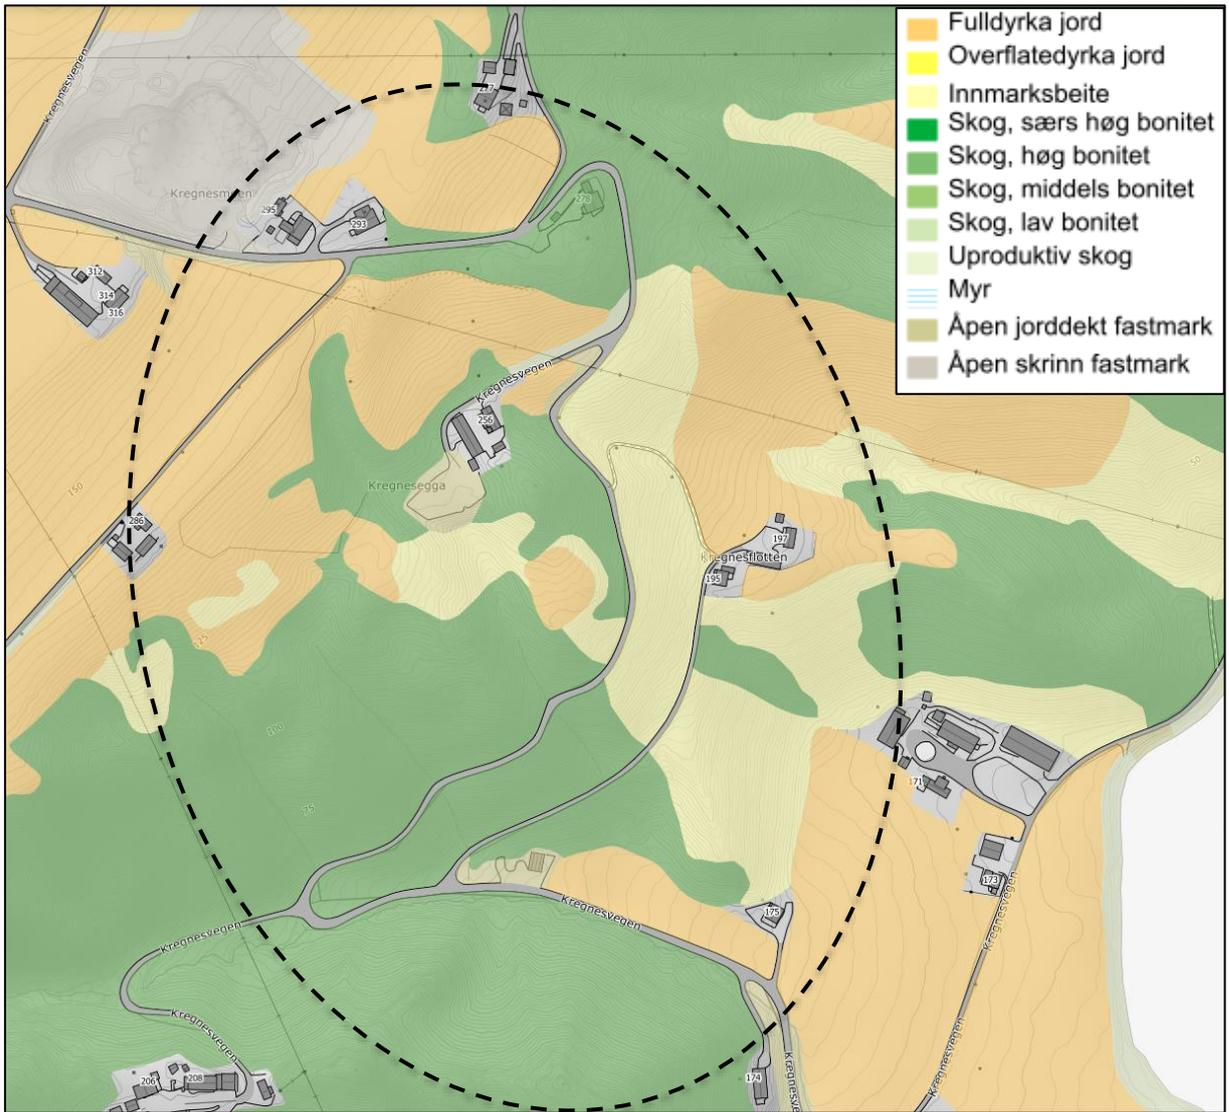 Fulldyrka jord
Overflatedyrka jord
Innmarksbeite
Skog, særs høg bonitet
Skog, høg bonitet
Skog, middels bonitet
Skog, lav bonitet
Uproduktiv skog
Myr
Åpen jorddekt fastmark
Åpen skrinn fastmark
Kregnesvegen
277
Kregnesmoen
295
293
278
312
314
316
Kregnesvegen
256
Kregnesegga
150
50
286
197
Kregnesflotten
195
125
100
75
171
173
175
Kregnesvegen
Kregnesvegen
Kregnesvegen
Kregnesvegen
Kregnesvegen
206
208
174
Kregnesve